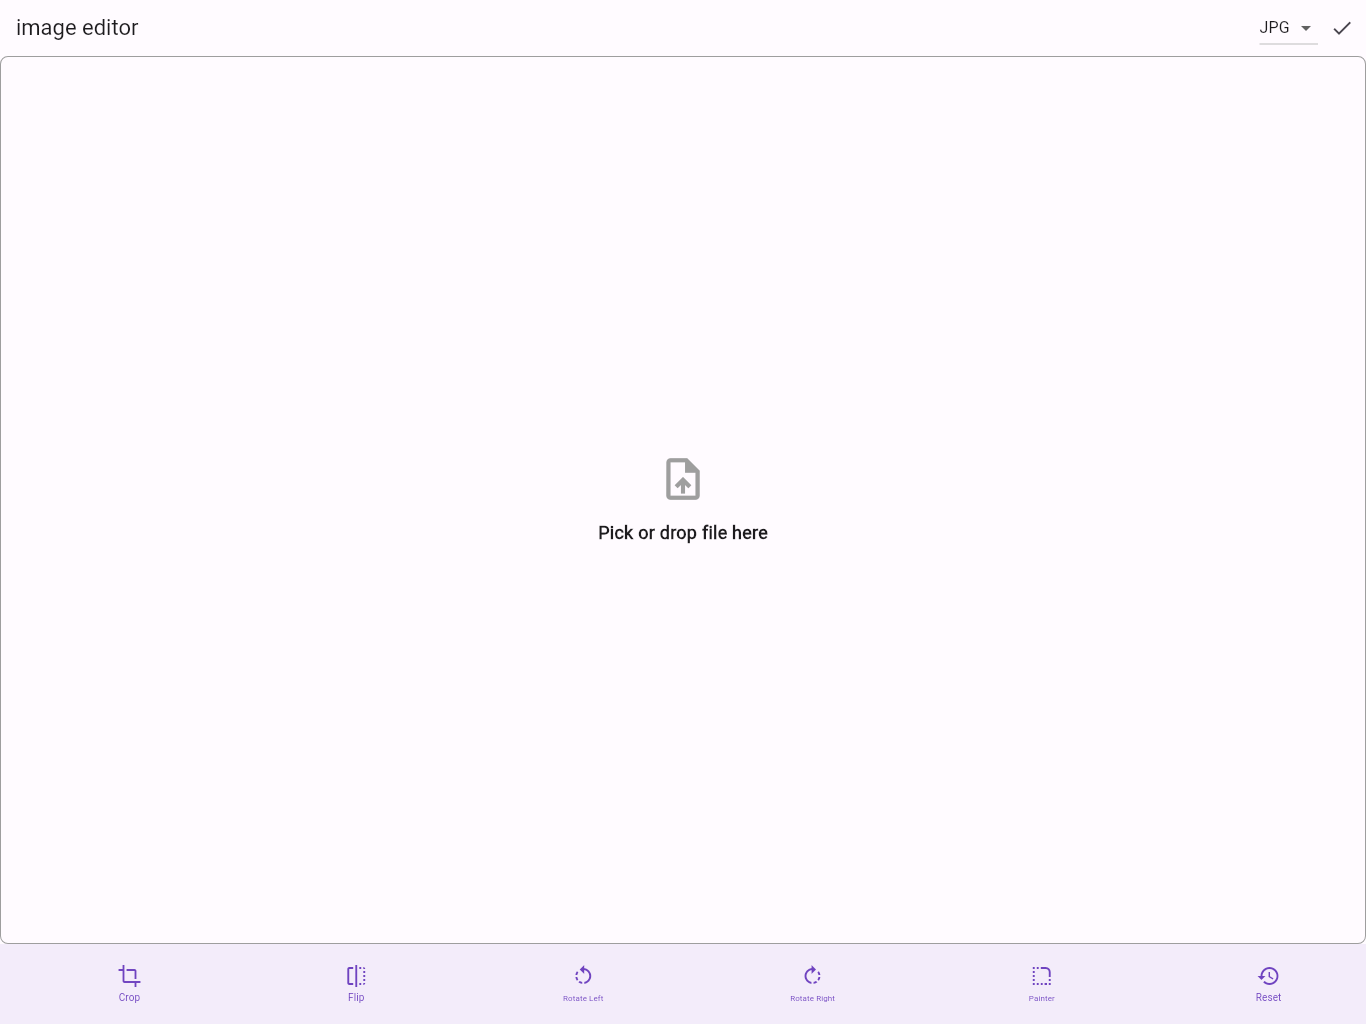 image editor
JPG
Pick or drop file here
Crop
Flip
Rotate Left
Rotate Right
Painter
Reset